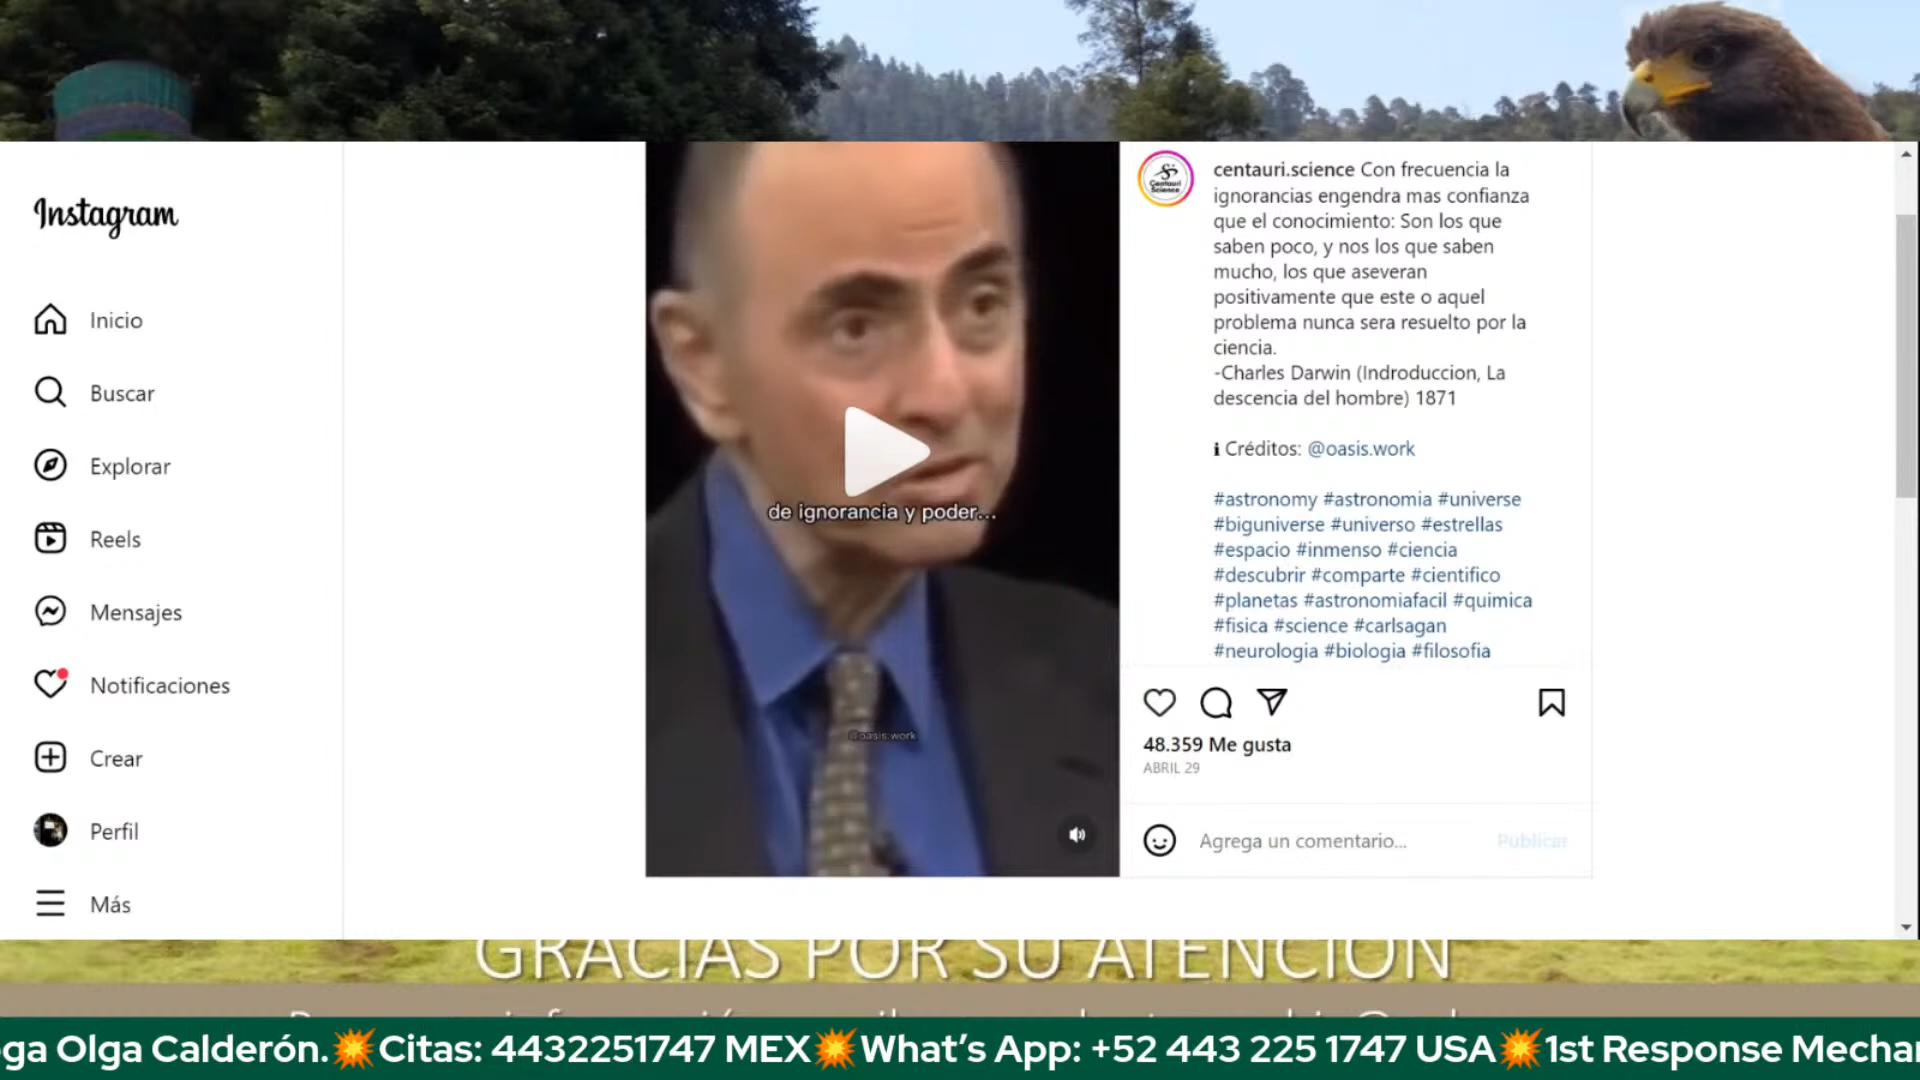 Instagram
Inicio
Buscar
Explorar
Reels
Mensajes
Notificaciones
Crear
Perfil
Más
de ignorancia y poder...
@oasis.work
Centauri
Science
centauri.science Con frecuencia la
ignorancias engendra mas confianza
que el conocimiento: Son los que
saben poco, y nos los que saben
mucho, los que aseveran
positivamente que este o aquel
problema nunca sera resuelto por la
ciencia.
-Charles Darwin (Indroduccion, La
descencia del hombre) 1871
ℹ Créditos: @oasis.work
#astronomy #astronomia #universe
#biguniverse #universo #estrellas
#espacio #inmenso #ciencia
#descubrir #comparte #cientifico
#planetas #astronomiafacil #quimica
#fisica #science #carlsagan
#neurologia #biologia #filosofia
48.359 Me gusta
ABRIL 29
Agrega un comentario...
Publicar
GRACIAS POR SU ATENCIÓN
ga Olga Calderón.💥Citas: 4432251747 MEX💥What's App: +52 443 225 1747 USA💥1st Response Mechan